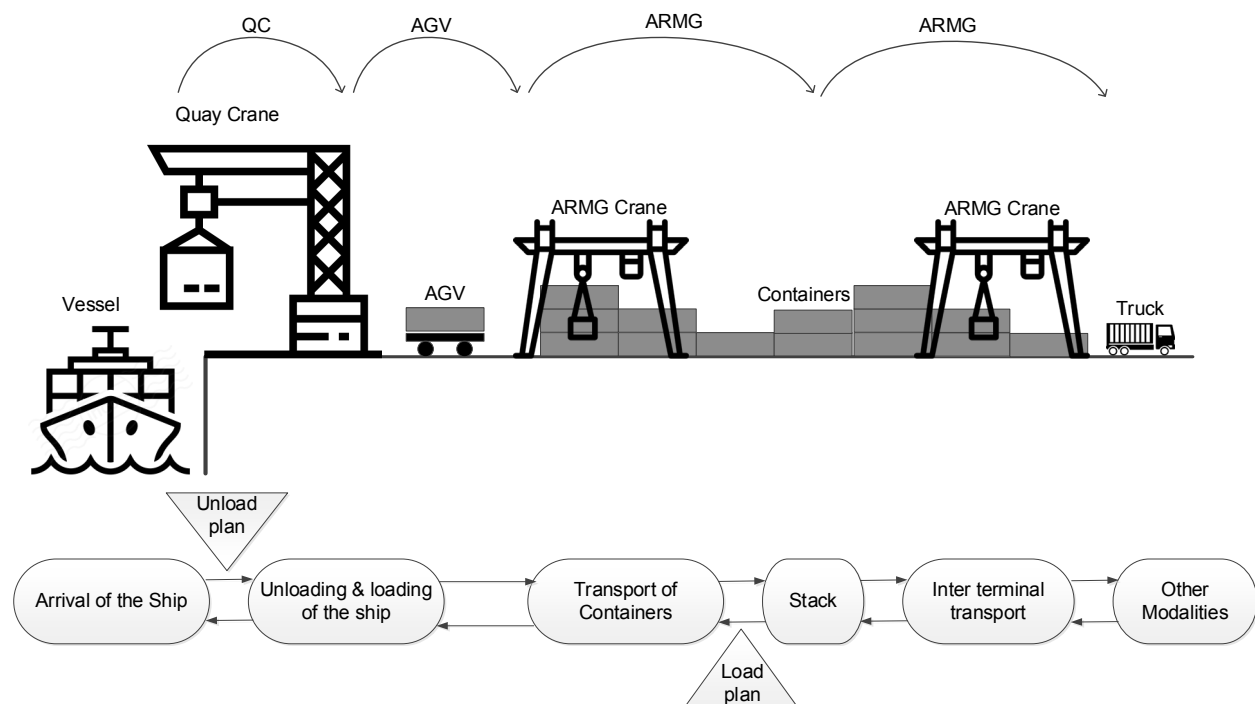 QC
AGV
ARMG
ARMG
Quay Crane
ARMG Crane
ARMG Crane
Vessel
AGV
Containers
Truck
Unload
plan
Arrival of the Ship
Unloading & loading
of the ship
Transport of
Containers
Stack
Inter terminal
transport
Other
Modalities
Load
plan